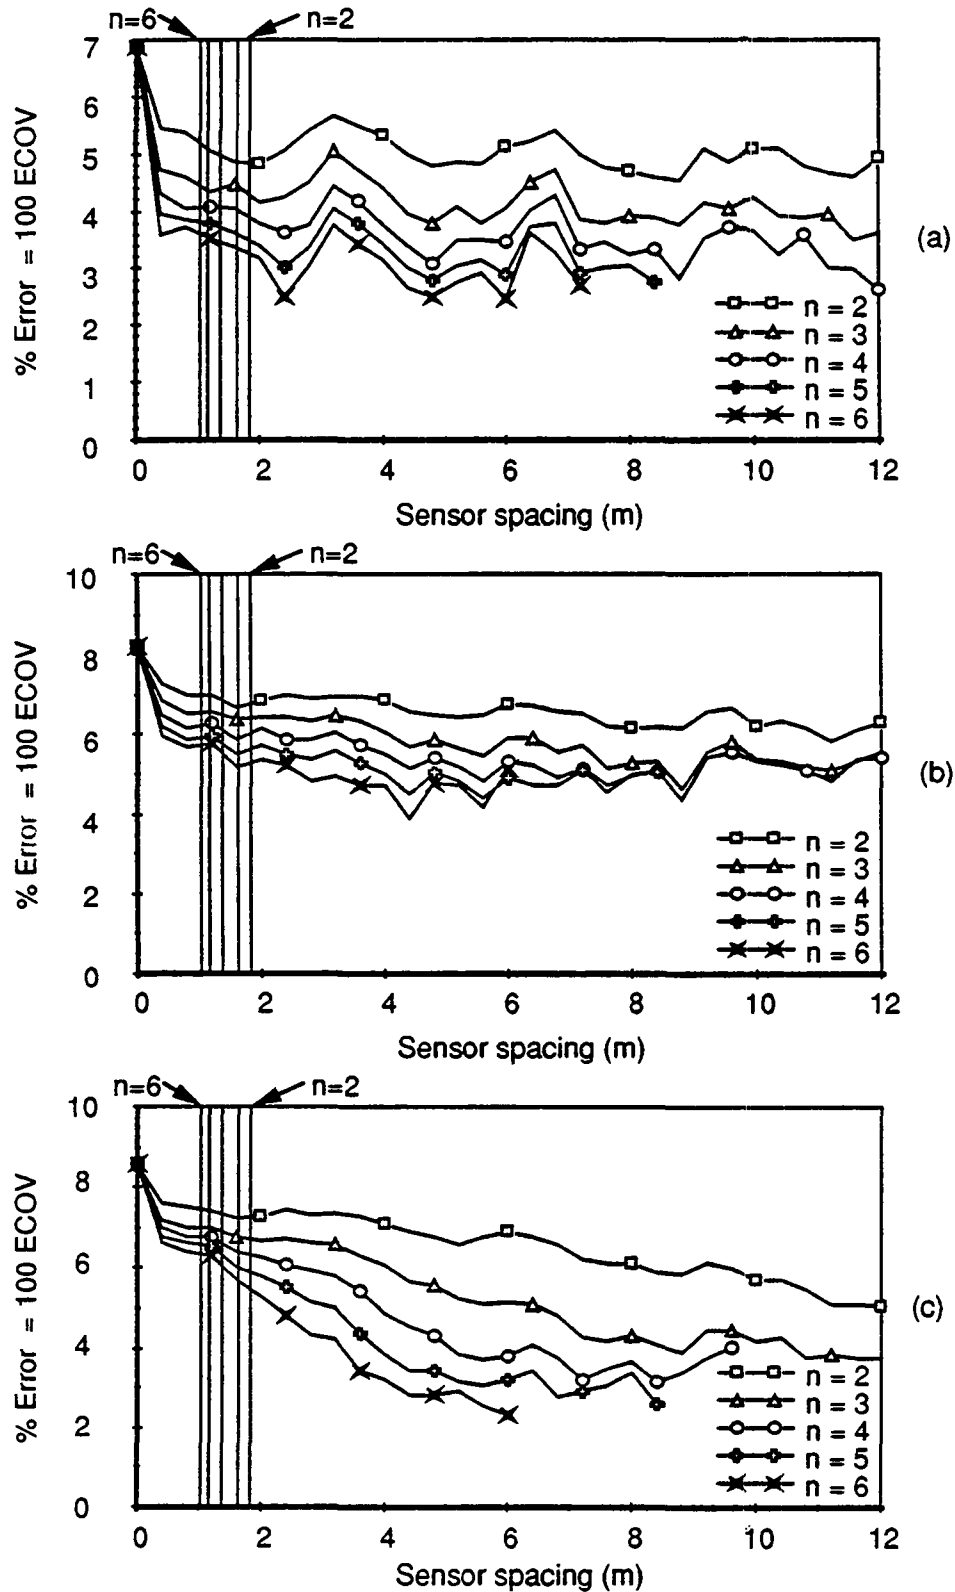 n=6 n=2
7
6
5
4
3
2
1
0
% Error = 100 ECOV
0 2 4 6 8 10 12
Sensor spacing (m)
n = 2
n = 3
n = 4
n = 5
n = 6
(a)
n=6 n=2
10
8
6
4
2
0
% Error = 100 ECOV
0 2 4 6 8 10 12
Sensor spacing (m)
n = 2
n = 3
n = 4
n = 5
n = 6
(b)
n=6 n=2
10
8
6
4
2
0
% Error = 100 ECOV
0 2 4 6 8 10 12
Sensor spacing (m)
n = 2
n = 3
n = 4
n = 5
n = 6
(c)